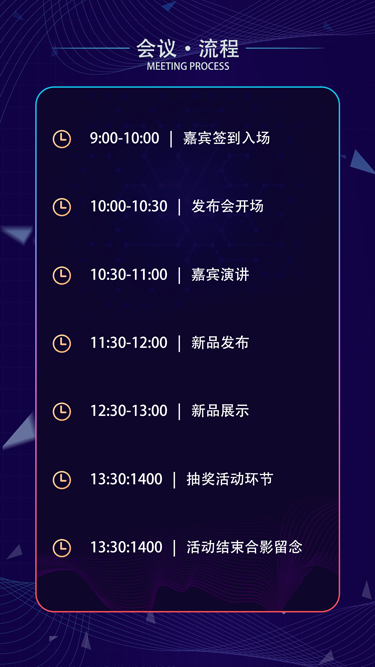 会议·流程
MEETING PROCESS
9:00-10:00 | 嘉宾签到入场
10:00-10:30 | 发布会开场
10:30-11:00 | 嘉宾演讲
11:30-12:00 | 新品发布
12:30-13:00 | 新品展示
13:30:1400 | 抽奖活动环节
13:30:1400 | 活动结束合影留念